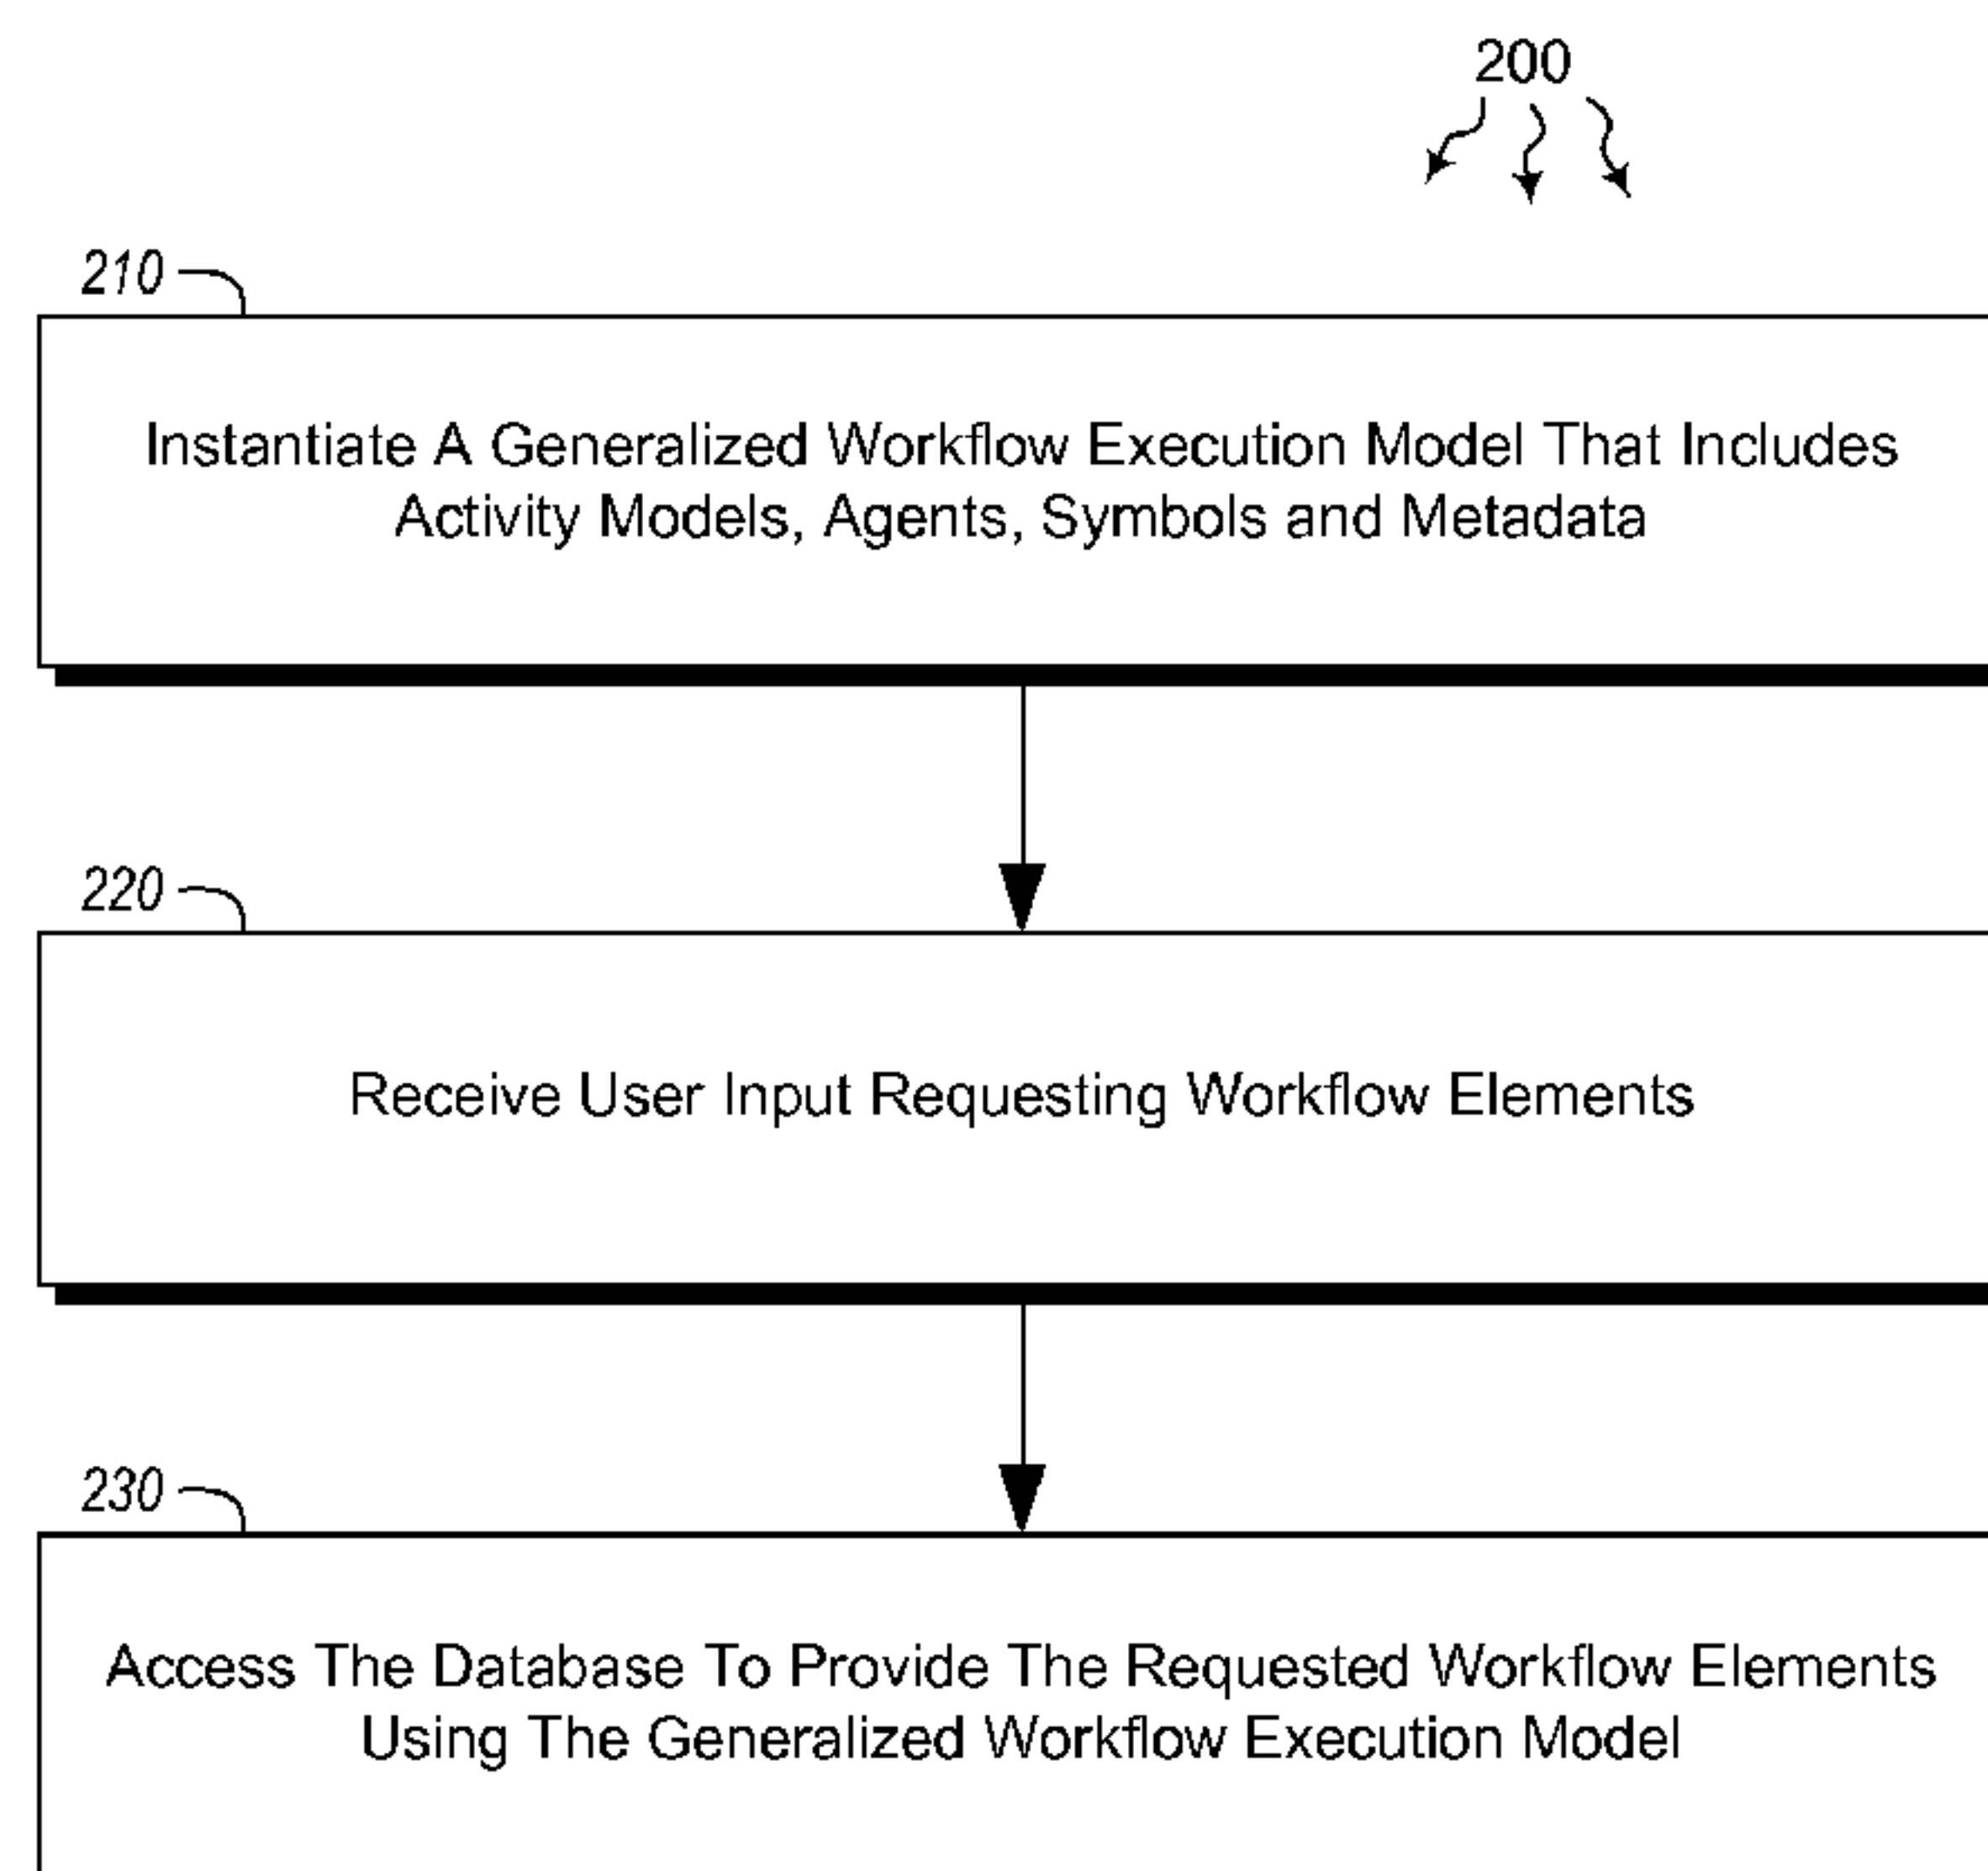 200
210
Instantiate A Generalized Workflow Execution Model That Includes
Activity Models, Agents, Symbols and Metadata
220
Receive User Input Requesting Workflow Elements
230
Access The Database To Provide The Requested Workflow Elements
Using The Generalized Workflow Execution Model